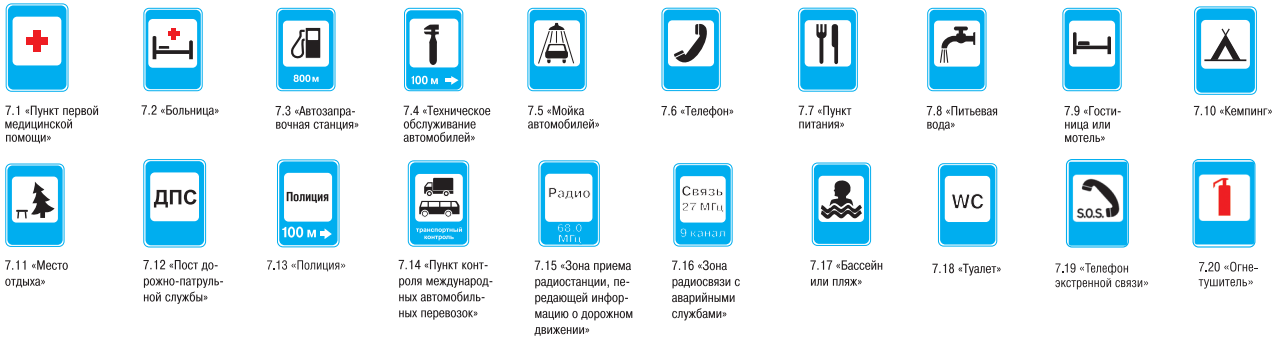 800 м
100 м
7.1 «Пункт первой
медицинской
помощи»
7.2 «Больница»
7.3 «Автозапра-
вочная станция»
7.4 «Техническое
обслуживание
автомобилей»
7.5 «Мойка
автомобилей»
7.6 «Телефон»
7.7 «Пункт
питания»
7.8 «Питьевая
вода»
7.9 «Гости-
ница или
мотель»
7.10 «Кемпинг»
ДПС
Полиция
100 м
транспортный
контроль
Радио
68.0
МГц
Связь
27 МГц
9 канал
WC
S.O.S.
7.11 «Место
отдыха»
7.12 «Пост до-
рожно-патруль-
ной службы»
7.13 «Полиция»
7.14 «Пункт конт-
роля международ-
ных автомобиль-
ных перевозок»
7.15 «Зона приема
радиостанции, пе-
редающей инфор-
мацию о дорожном
движении»
7.16 «Зона
радиосвязи с
аварийными
службами»
7.17 «Бассейн
или пляж»
7.18 «Туалет»
7.19 «Телефон
экстренной связи»
7.20 «Огне-
тушитель»